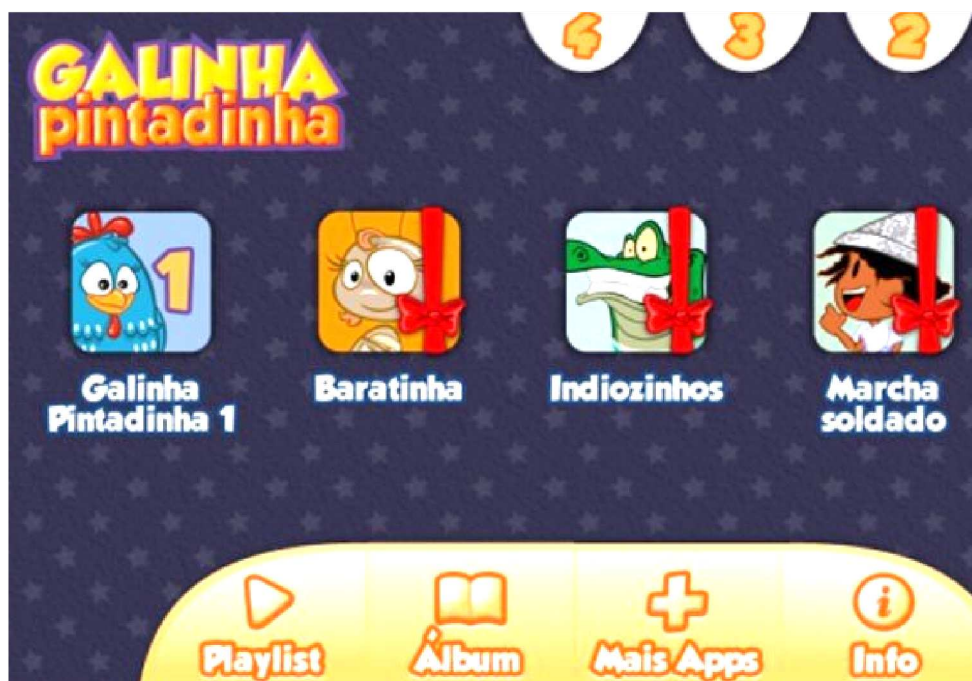 GALINHA
pintadinha
4 3 2
1
Galinha
Pintadinha 1
Baratinha
Indiozinhos
Marcha
soldado
Playlist
Álbum
Mais Apps
Info